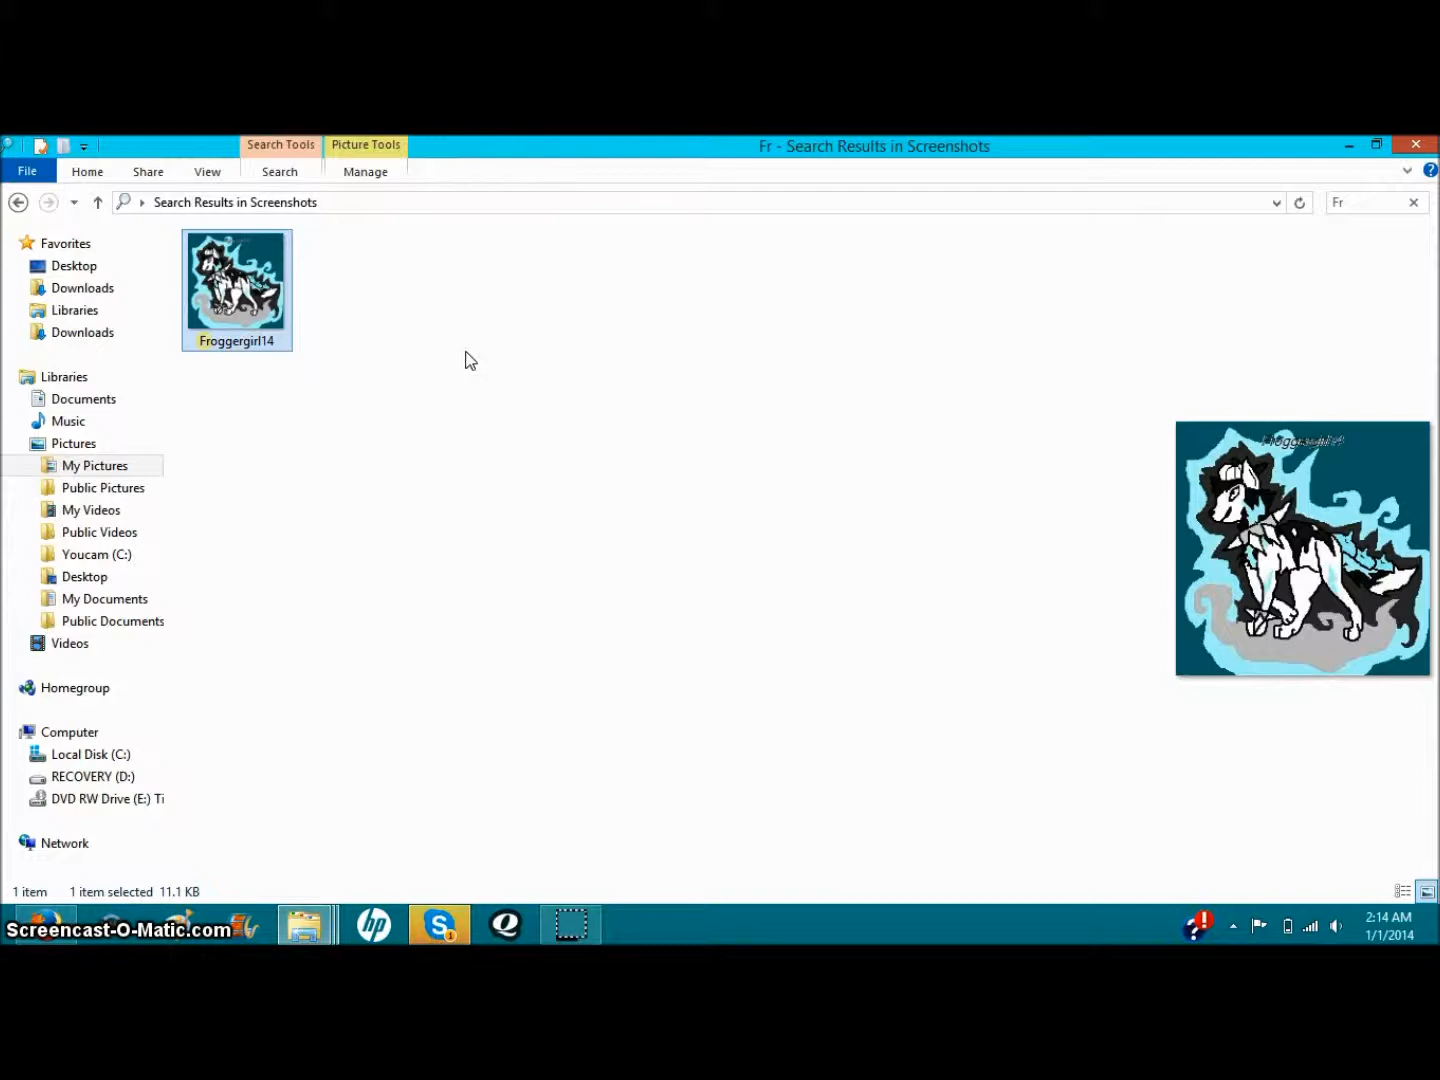 Search Tools
Picture Tools
Fr - Search Results in Screenshots
File
Home
Share
View
Search
Manage
Search Results in Screenshots
Fr
Favorites
Desktop
Downloads
Libraries
Downloads
Libraries
Documents
Music
Pictures
My Pictures
Public Pictures
My Videos
Public Videos
Youcam (C:)
Desktop
My Documents
Public Documents
Videos
Homegroup
Computer
Local Disk (C:)
RECOVERY (D:)
DVD RW Drive (E:) Ti
Network
Froggergirl14
1 item
1 item selected 11.1 KB
Screencast-O-Matic.com
hp
S
1
Q
2:14 AM
1/1/2014